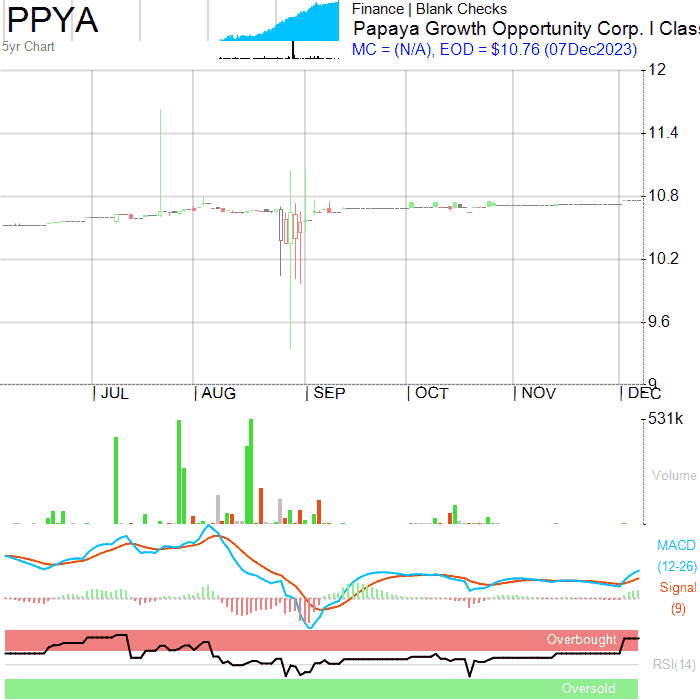 PPYA
5yr Chart
Finance | Blank Checks
Papaya Growth Opportunity Corp. I Clas
MC = (N/A), EOD = $10.76 (07Dec2023)
12
11.4
10.8
10.2
9.6
9
JUL AUG SEP OCT NOV DEC
531k
Volume
MACD
(12-26)
Signal
(9)
Overbought
RSI(14)
Oversold